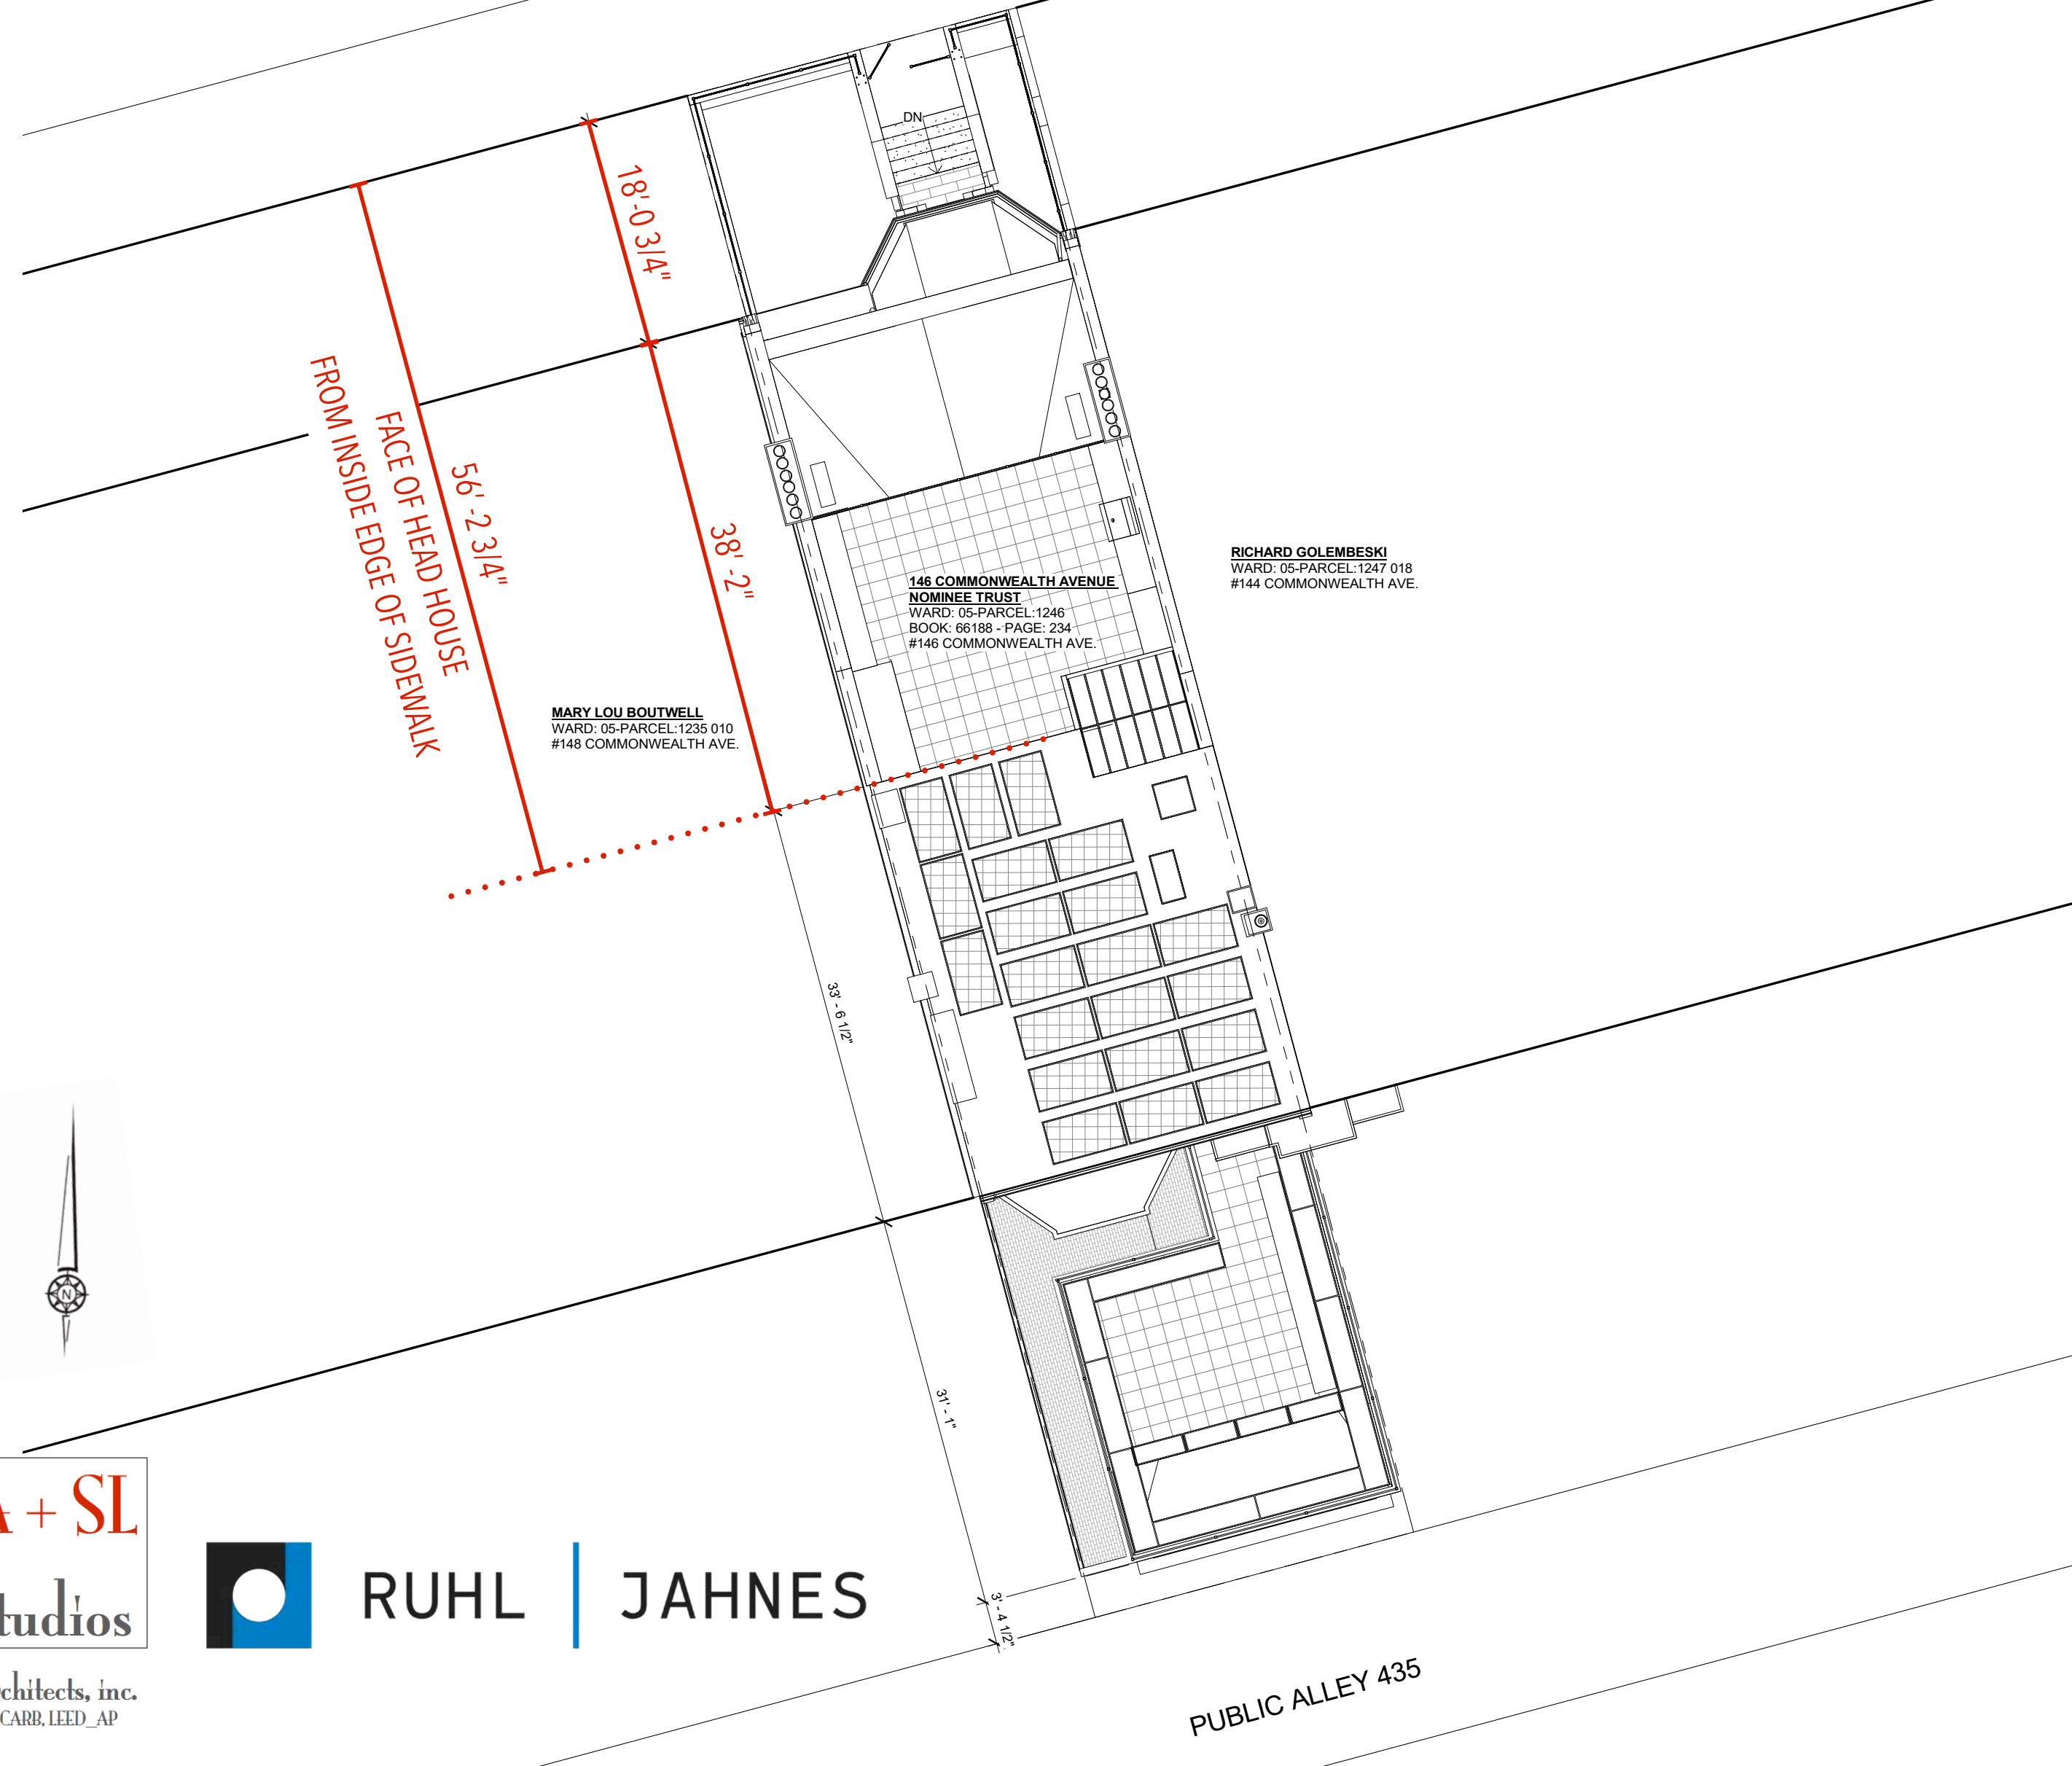 DN
18'-0 3/4"
FROM INSIDE EDGE OF SIDEWALK
FACE OF HEAD HOUSE
56' -2 3/4"
38' -2"
RICHARD GOLEMBESKI
WARD: 05-PARCEL:1247 018
#144 COMMONWEALTH AVE.
146 COMMONWEALTH AVENUE
NOMINEE TRUST
WARD: 05-PARCEL:1246
BOOK: 66188 - PAGE: 234
#146 COMMONWEALTH AVE.
MARY LOU BOUTWELL
WARD: 05-PARCEL:1235 010
#148 COMMONWEALTH AVE.
33' - 6 1/2"
N
31' - 1"
+ SL
tudios
chitects, inc.
CARB, LEED_AP
RUHL | JAHNES
3' - 4 1/2"
PUBLIC ALLEY 435